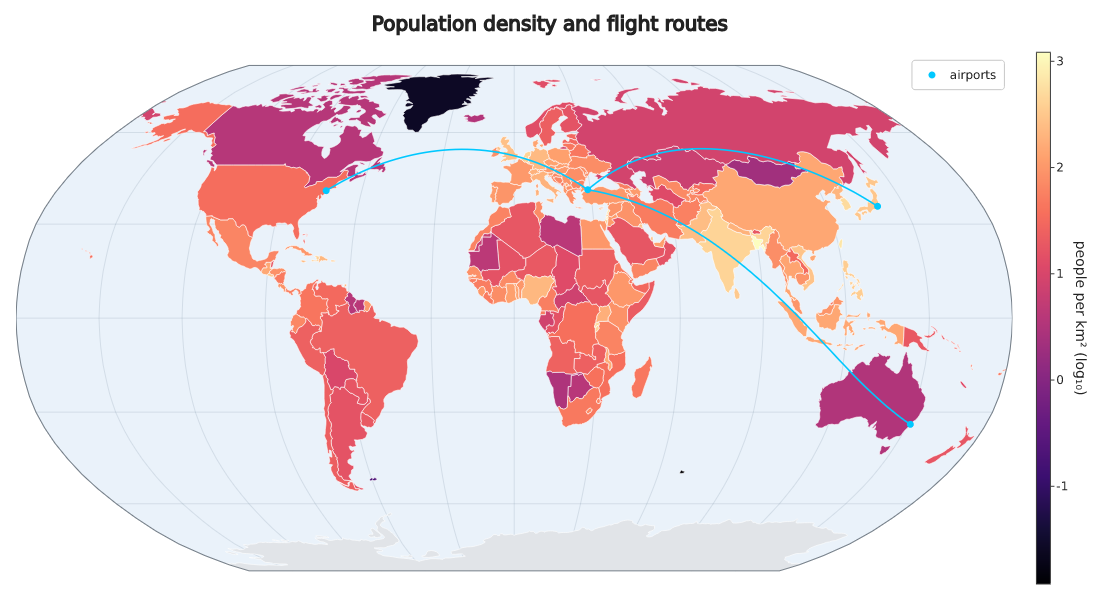 Population density and flight routes
airports
3
2
1
0
-1
people per km² (log₁₀)